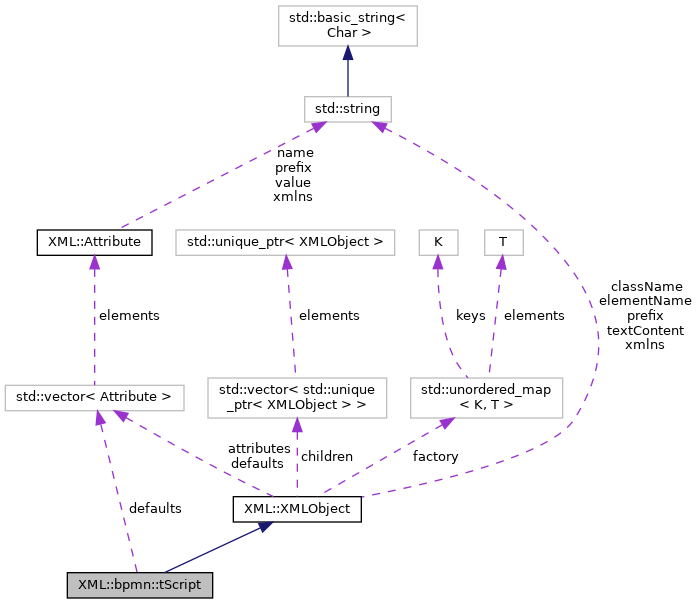 std::basic_string<
Char >
std::string
name
prefix
value
xmlns
XML::Attribute
std::unique_ptr< XMLObject >
K
T
className
elementName
prefix
textContent
xmlns
elements
elements
keys
elements
std::vector< Attribute >
std::vector< std::unique
_ptr< XMLObject > >
std::unordered_map
< K, T >
attributes
defaults
children
factory
defaults
XML::XMLObject
XML::bpmn::tScript